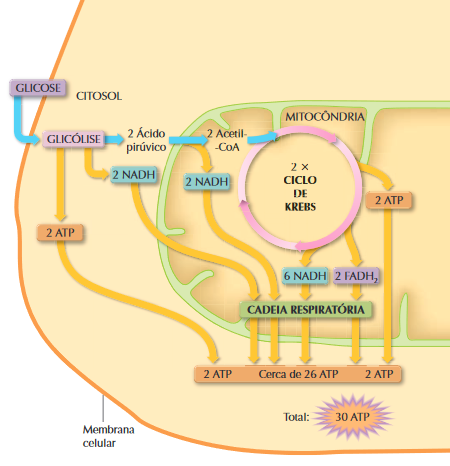 GLICOSE
CITOSOL
MITOCÔNDRIA
GLICÓLISE
2 Ácido
pirúvico
2 Acetil-
-CoA
2 NADH
2 NADH
2 ×
CICLO
DE
KREBS
2 ATP
2 ATP
6 NADH
2 FADH₂
CADEIA RESPIRATÓRIA
2 ATP
Cerca de 26 ATP
2 ATP
Total:
30 ATP
Membrana
celular